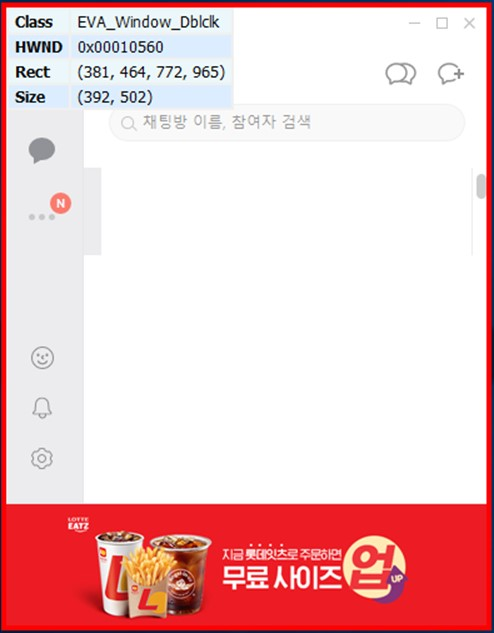 Class EVA_Window_Dblclk
HWND 0x00010560
Rect (381, 464, 772, 965)
Size (392, 502)
채팅방 이름, 참여자 검색
N
LOTTE
EATZ
지금 롯데잇츠로 주문하면
무료 사이즈 업
UP